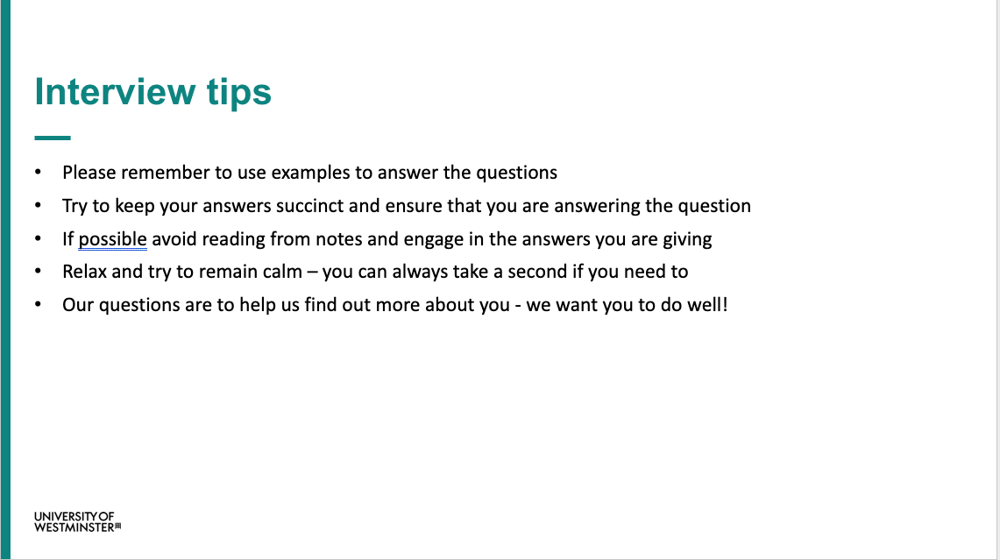 Interview tips
• Please remember to use examples to answer the questions
• Try to keep your answers succinct and ensure that you are answering the question
• If possible avoid reading from notes and engage in the answers you are giving
• Relax and try to remain calm – you can always take a second if you need to
• Our questions are to help us find out more about you - we want you to do well!
UNIVERSITY OF
WESTMINSTER